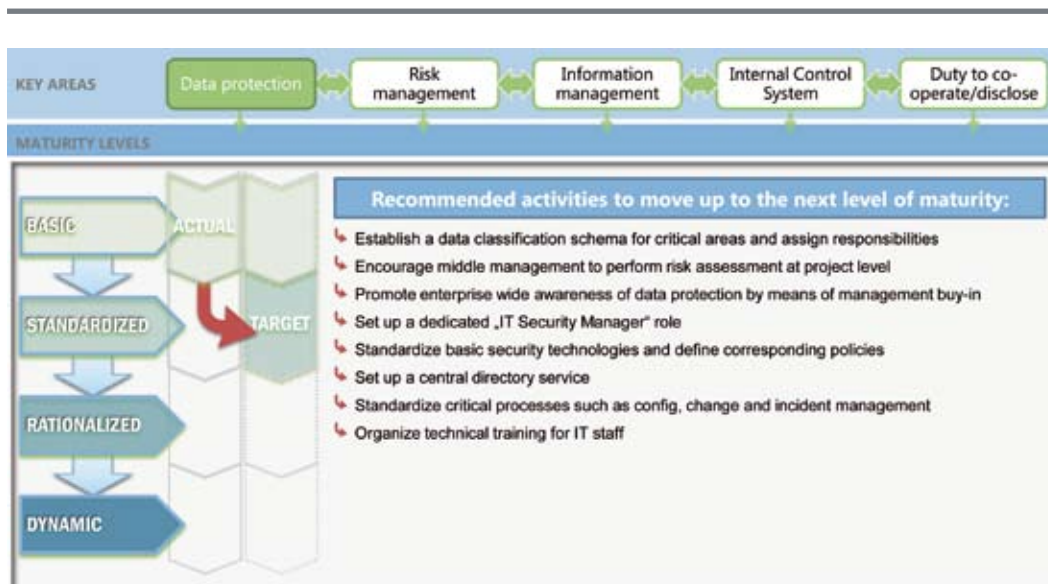 KEY AREAS
Data protection
Risk
management
Information
management
Internal Control
System
Duty to co-
operate/disclose
MATURITY LEVELS
BASIC
STANDARDIZED
RATIONALIZED
DYNAMIC
ACTUAL
TARGET
Recommended activities to move up to the next level of maturity:
Establish a data classification schema for critical areas and assign responsibilities
Encourage middle management to perform risk assessment at project level
Promote enterprise wide awareness of data protection by means of management buy-in
Set up a dedicated „IT Security Manager“ role
Standardize basic security technologies and define corresponding policies
Set up a central directory service
Standardize critical processes such as config, change and incident management
Organize technical training for IT staff